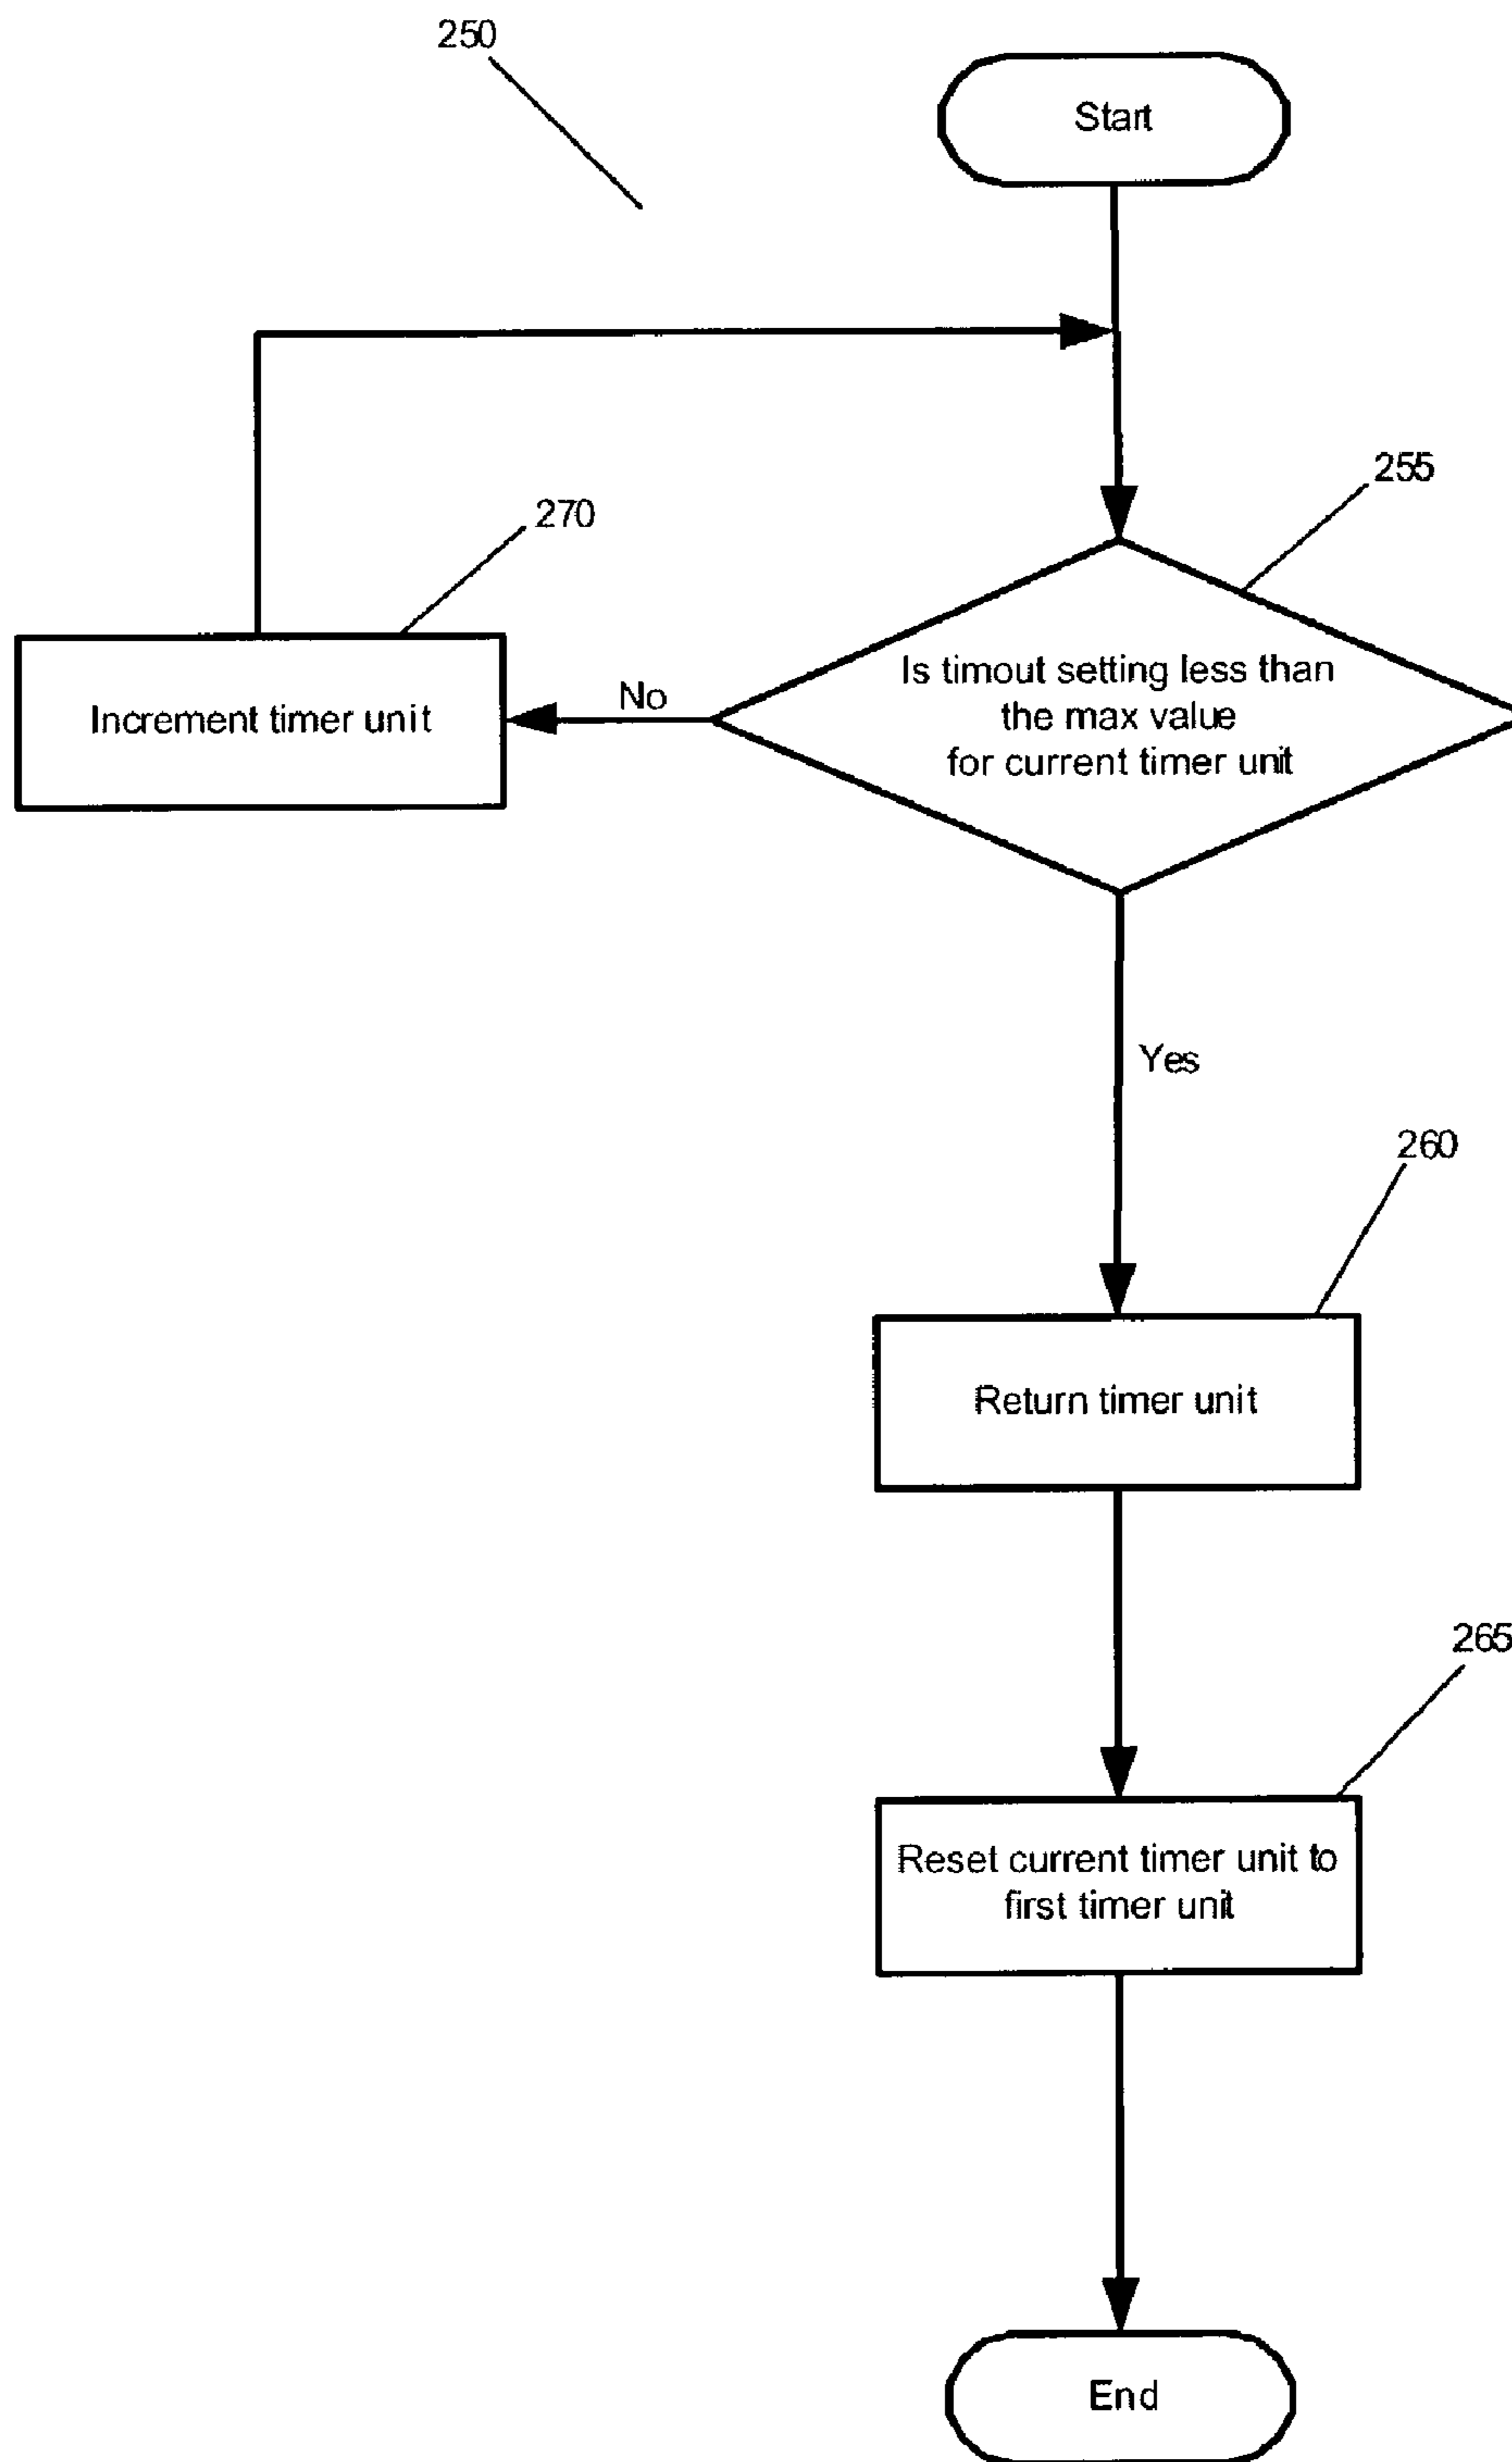 250
Start
255
270
Is timout setting less than
the max value
for current timer unit
No
Increment timer unit
Yes
260
Return timer unit
265
Reset current timer unit to
first timer unit
End